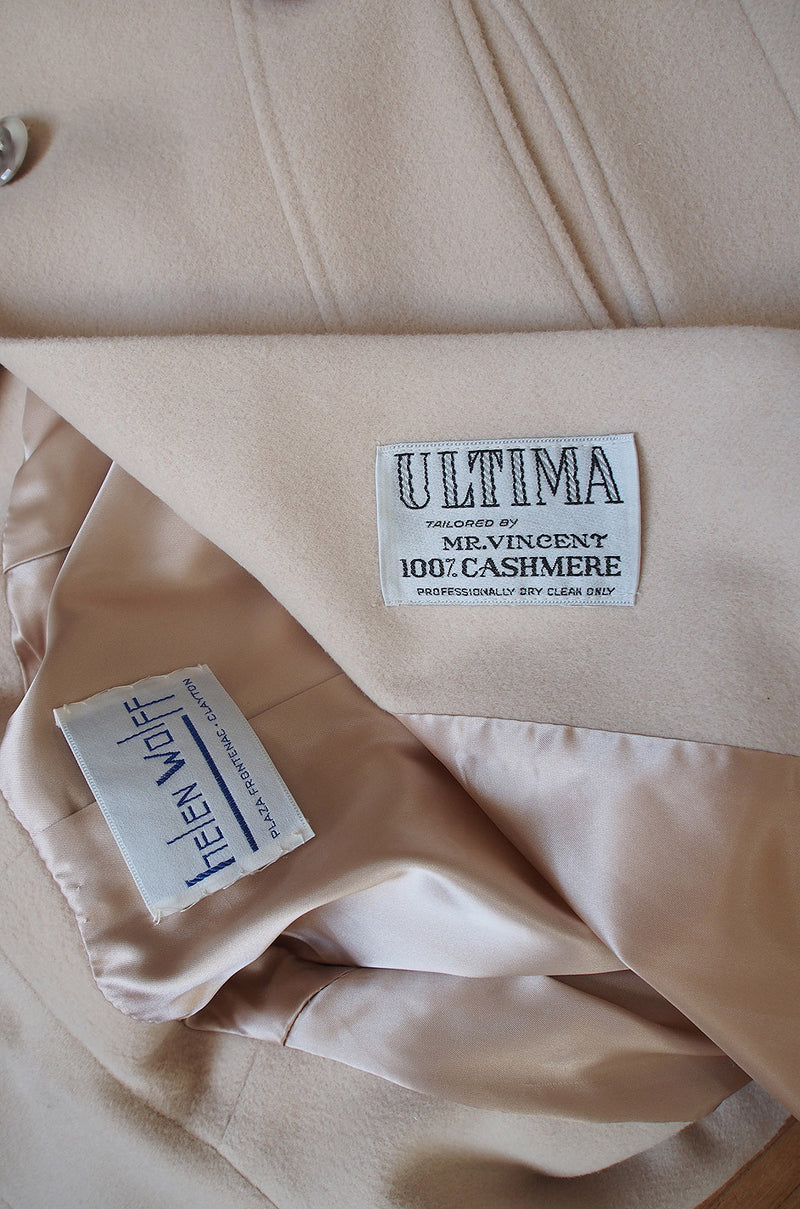 ULTIMA
TAILORED BY
MR. VINCENT
100% CASHMERE
PROFESSIONALLY DRY CLEAN ONLY
HELEN WOLFF
PLAZA FRONTENAC • CLAYTON